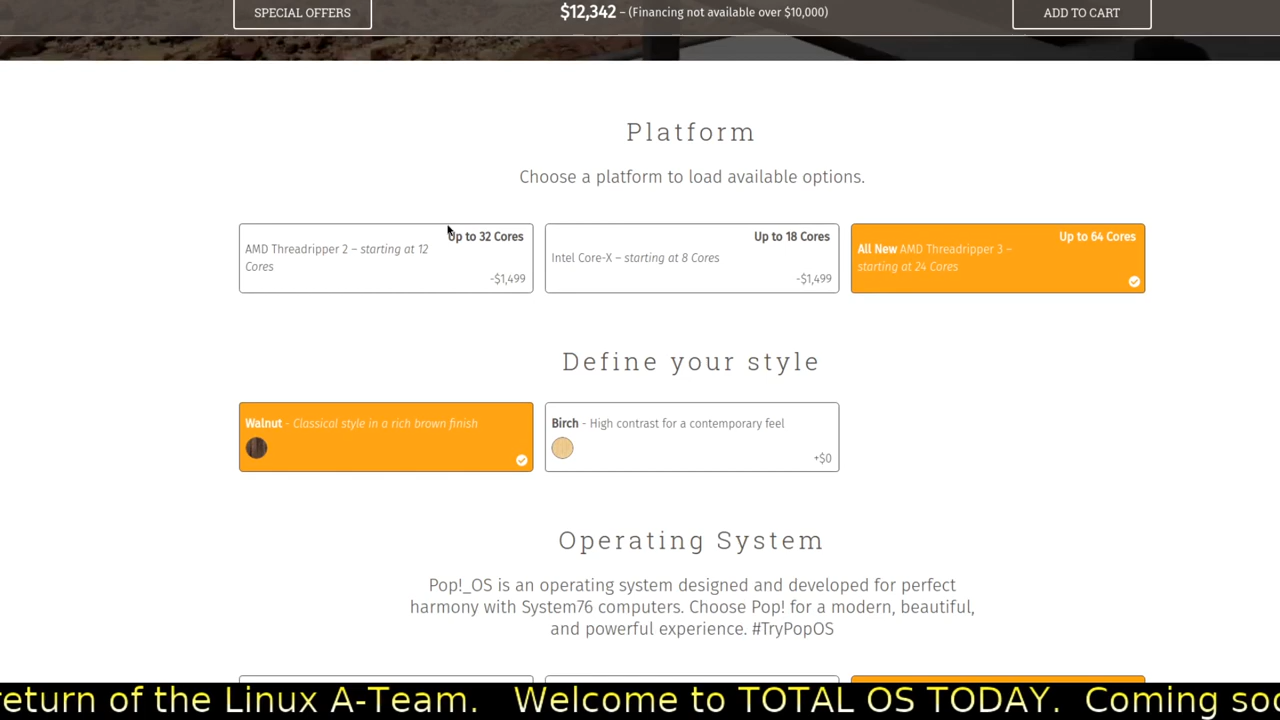 SPECIAL OFFERS
$12,342 – (Financing not available over $10,000)
ADD TO CART
Platform
Choose a platform to load available options.
Up to 32 Cores
AMD Threadripper 2 – starting at 12
Cores
-$1,499
Up to 18 Cores
Intel Core-X – starting at 8 Cores
-$1,499
Up to 64 Cores
All New AMD Threadripper 3 –
starting at 24 Cores
Define your style
Walnut - Classical style in a rich brown finish
Birch - High contrast for a contemporary feel
+$0
Operating System
Pop!_OS is an operating system designed and developed for perfect
harmony with System76 computers. Choose Pop! for a modern, beautiful,
and powerful experience. #TryPopOS
return of the Linux A-Team. Welcome to TOTAL OS TODAY. Coming soo